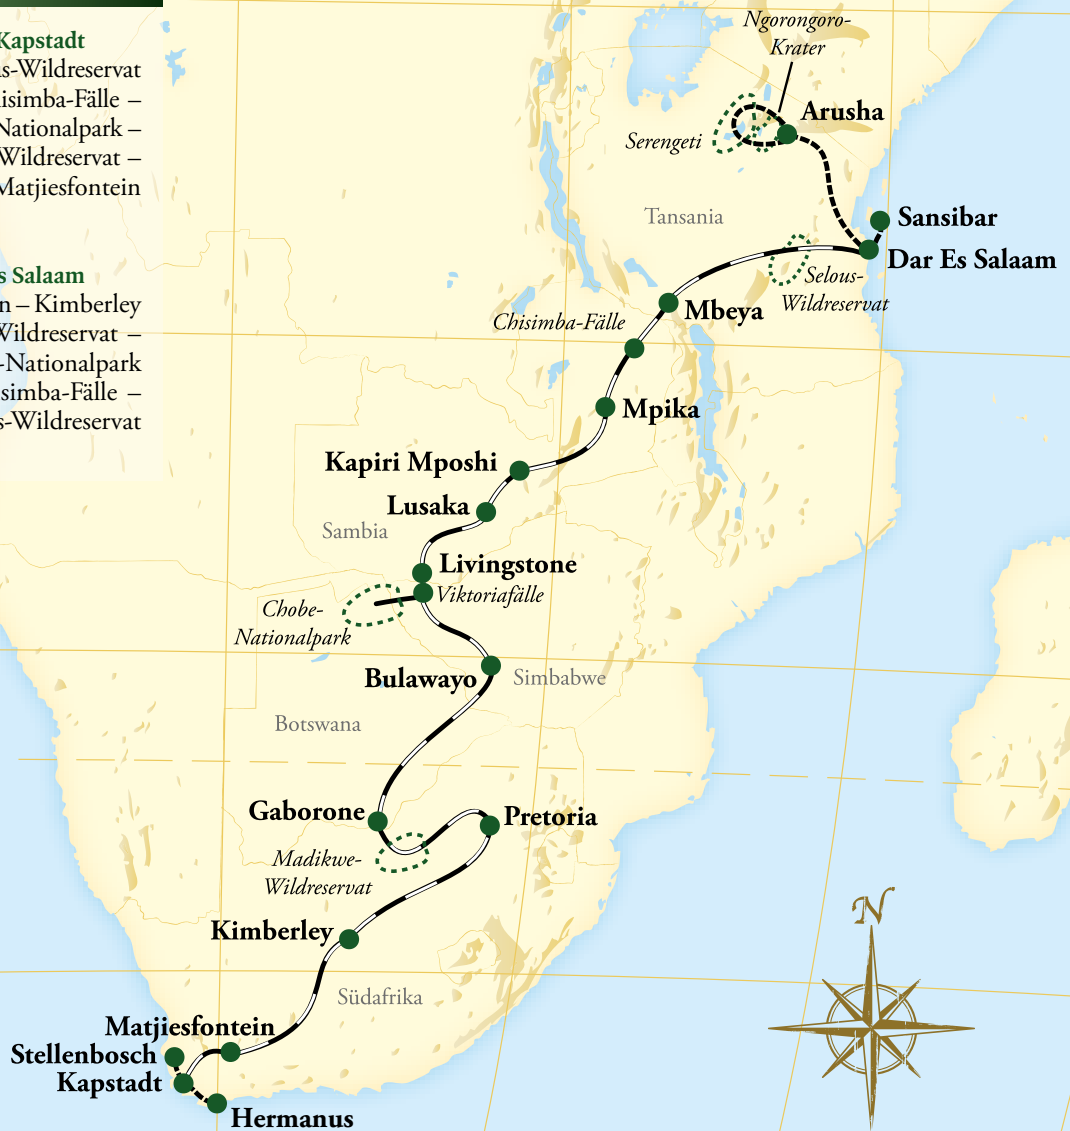 Kapstadt
s-Wildreservat
isimba-Fälle –
Nationalpark –
Wildreservat –
Matjiesfontein
s Salaam
n – Kimberley
Wildreservat –
-Nationalpark
simba-Fälle –
s-Wildreservat
Ngorongoro-
Krater
Arusha
Serengeti
Tansania
Sansibar
Dar Es Salaam
Selous-
Wildreservat
Mbeya
Chisimba-Fälle
Mpika
Kapiri Mposhi
Lusaka
Sambia
Livingstone
Viktoriafälle
Chobe-
Nationalpark
Bulawayo
Simbabwe
Botswana
Gaborone
Pretoria
Madikwe-
Wildreservat
Kimberley
Südafrika
Matjiesfontein
Stellenbosch
Kapstadt
Hermanus
N